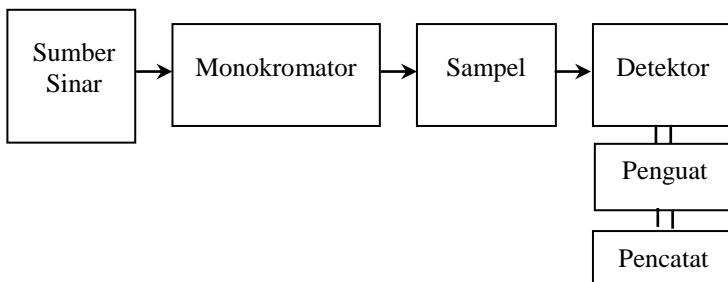 Sumber
Sinar
Monokromator
Sampel
Detektor
Penguat
Pencatat